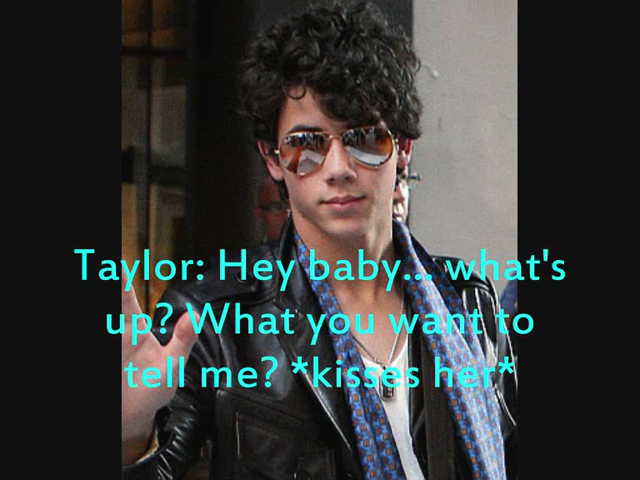 Taylor: Hey baby... what's
up? What you want to
tell me? *kisses her*